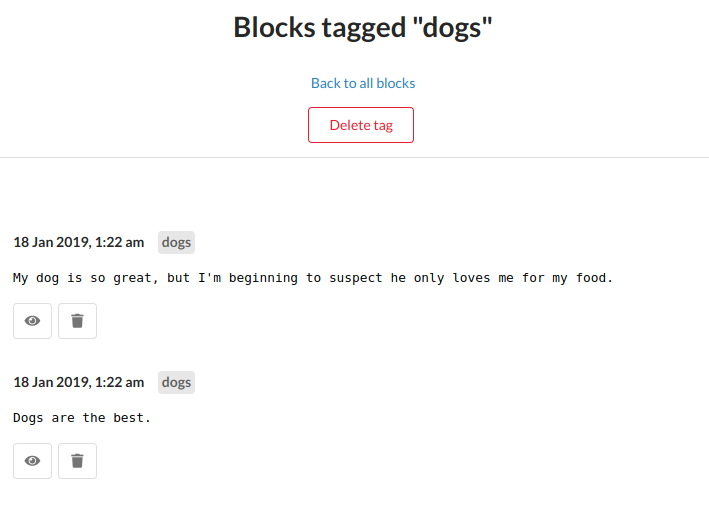 Blocks tagged "dogs"
Back to all blocks
Delete tag
18 Jan 2019, 1:22 am dogs
My dog is so great, but I'm beginning to suspect he only loves me for my food.
18 Jan 2019, 1:22 am dogs
Dogs are the best.